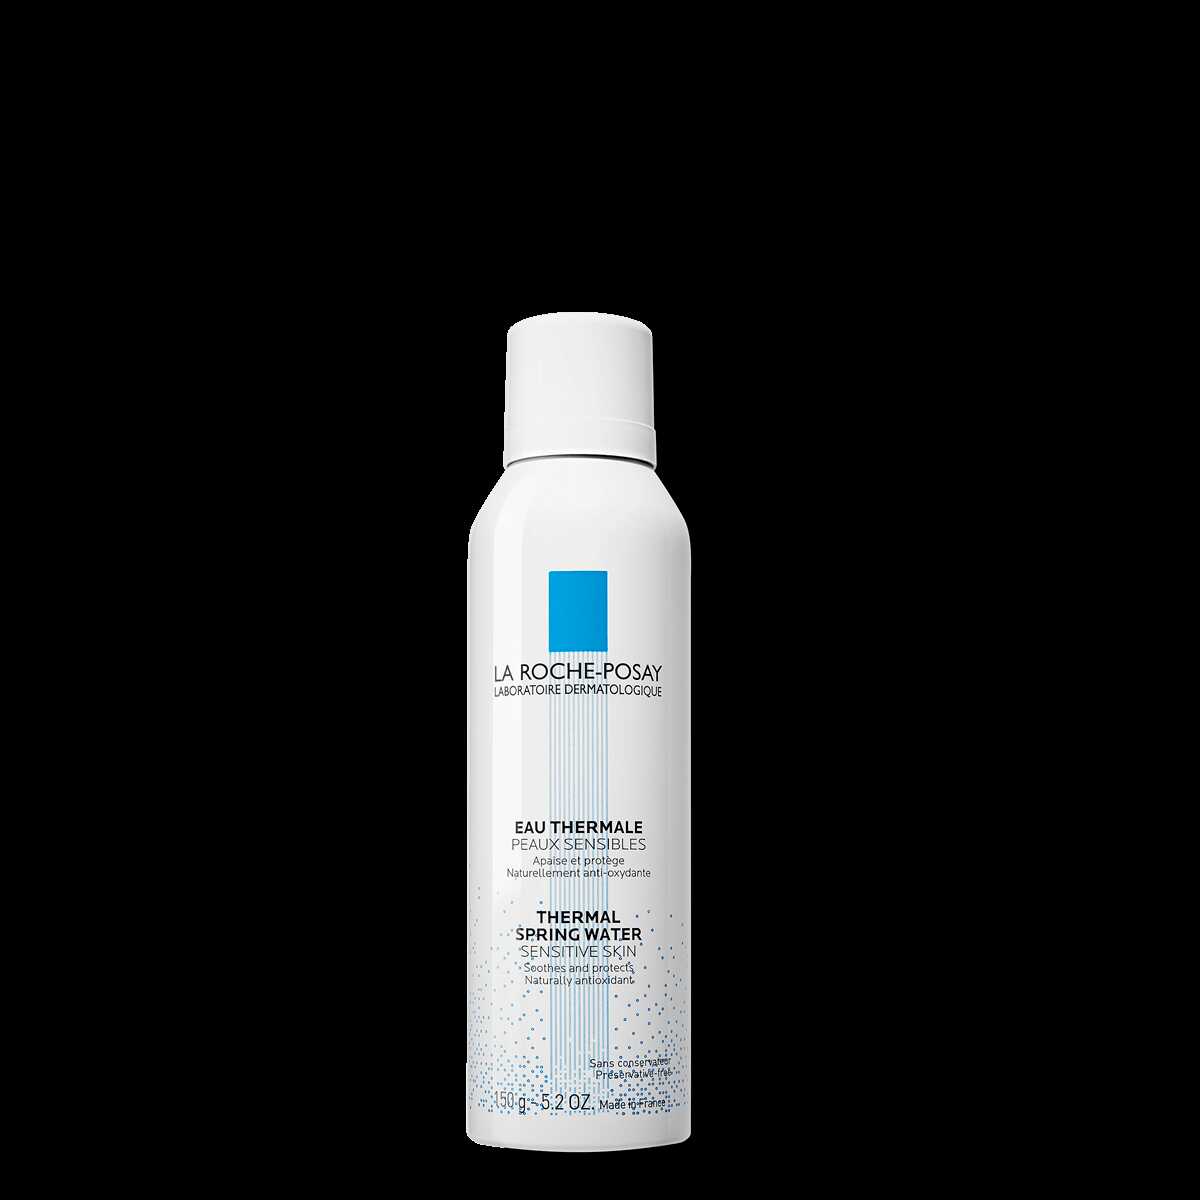 LA ROCHE-POSAY
LABORATOIRE DERMATOLOGIQUE
EAU THERMALE
PEAUX SENSIBLES
Apaise et protège
Naturellement anti-oxydante
THERMAL
SPRING WATER
SENSITIVE SKIN
Soothes and protects
Naturally antioxidant
Sans conservateur
Preservative-free
150 g - 5.2 OZ. Made in France